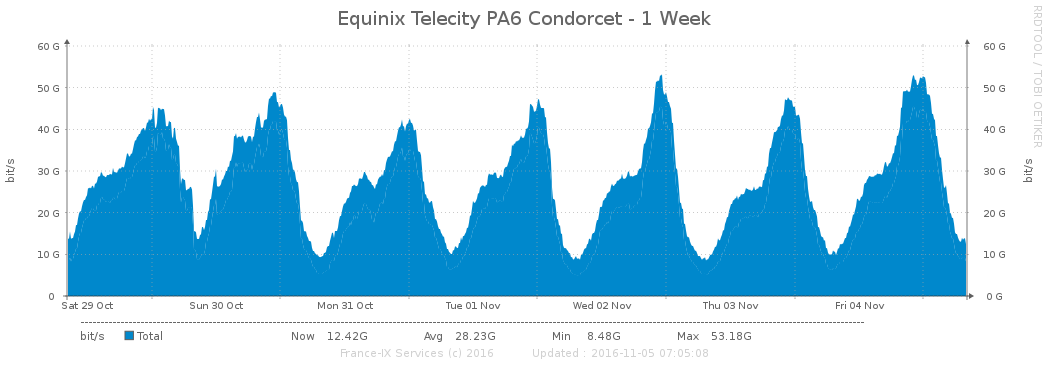 Equinix Telecity PA6 Condorcet - 1 Week
RRDTOOL / TOBI OETIKER
60 G 60 G
50 G 50 G
40 G 40 G
30 G 30 G
20 G 20 G
10 G 10 G
0 0 G
bit/s
bit/s
Sat 29 Oct Sun 30 Oct Mon 31 Oct Tue 01 Nov Wed 02 Nov Thu 03 Nov Fri 04 Nov
bit/s Total Now 12.42G Avg 28.23G Min 8.48G Max 53.18G
France-IX Services (c) 2016 Updated : 2016-11-05 07:05:08